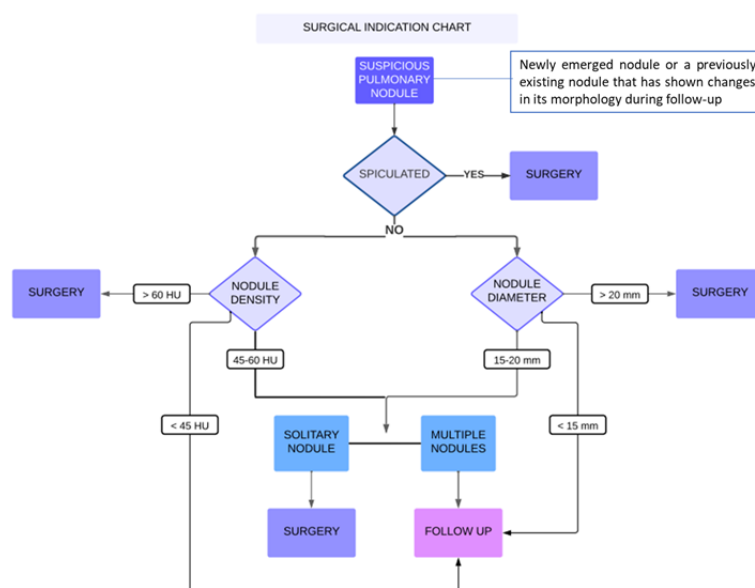 SURGICAL INDICATION CHART
SUSPICIOUS
PULMONARY
NODULE
Newly emerged nodule or a previously
existing nodule that has shown changes
in its morphology during follow-up
SPICULATED
YES
SURGERY
NO
SURGERY
> 60 HU
NODULE
DENSITY
NODULE
DIAMETER
> 20 mm
SURGERY
45-60 HU
15-20 mm
< 45 HU
< 15 mm
SOLITARY
NODULE
MULTIPLE
NODULES
SURGERY
FOLLOW UP